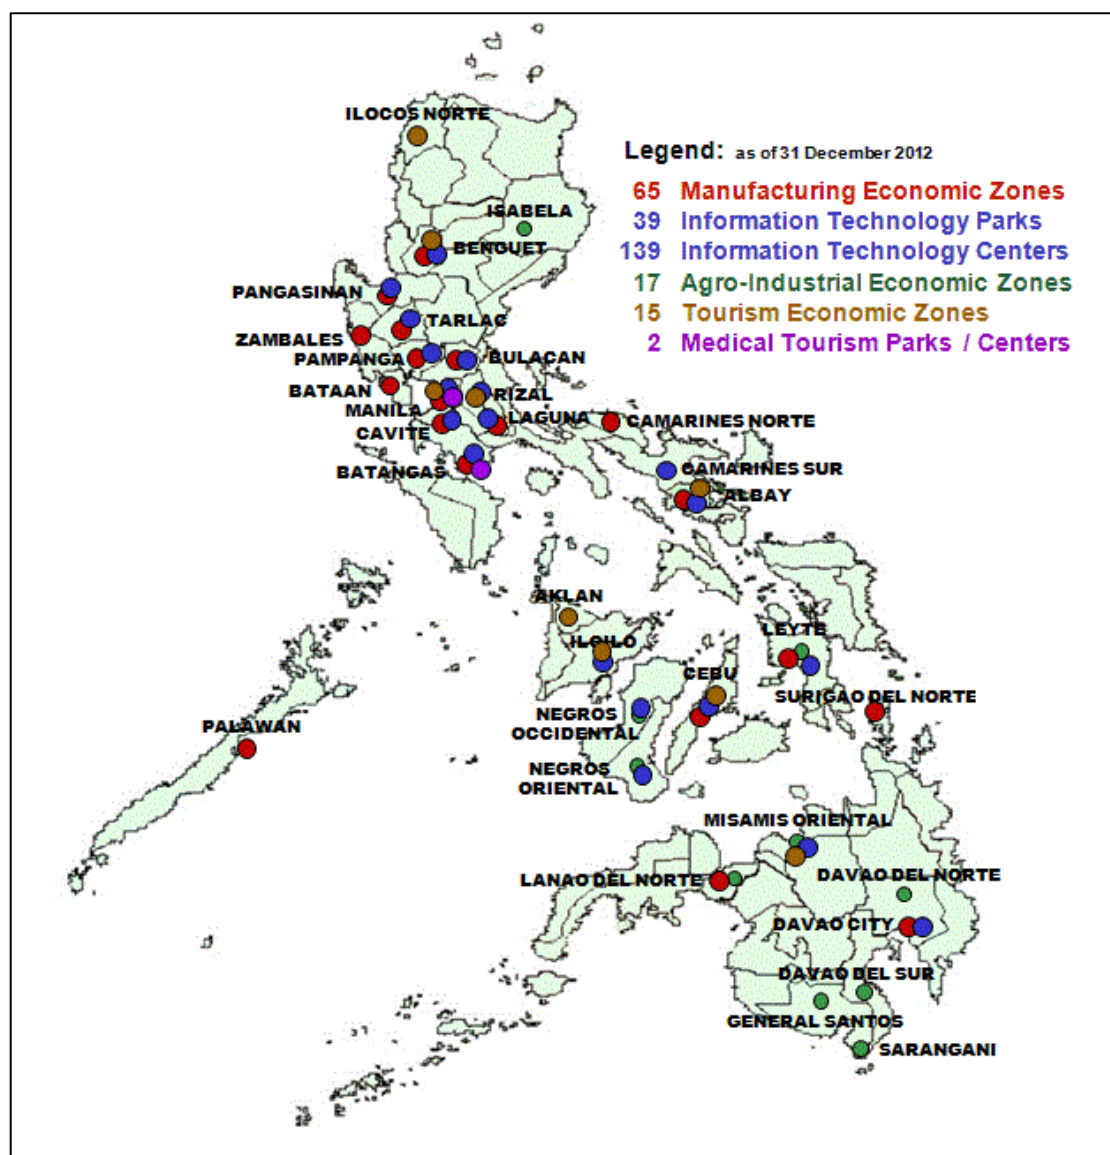 ILOCOS NORTE
Legend: as of 31 December 2012
65 Manufacturing Economic Zones
39 Information Technology Parks
139 Information Technology Centers
17 Agro-Industrial Economic Zones
15 Tourism Economic Zones
2 Medical Tourism Parks / Centers
ISABELA
BENGUET
PANGASINAN
TARLAC
ZAMBALES
PAMPANGA
BULACAN
BATAAN
RIZAL
MANILA
LAGUNA
CAMARINES NORTE
CAVITE
BATANGAS
CAMARINES SUR
ALBAY
AKLAN
LEYTE
ILOILO
CEBU
SURIGAO DEL NORTE
NEGROS
OCCIDENTAL
PALAWAN
NEGROS
ORIENTAL
MISAMIS ORIENTAL
LANAO DEL NORTE
DAVAO DEL NORTE
DAVAO CITY
DAVAO DEL SUR
GENERAL SANTOS
SARANGANI